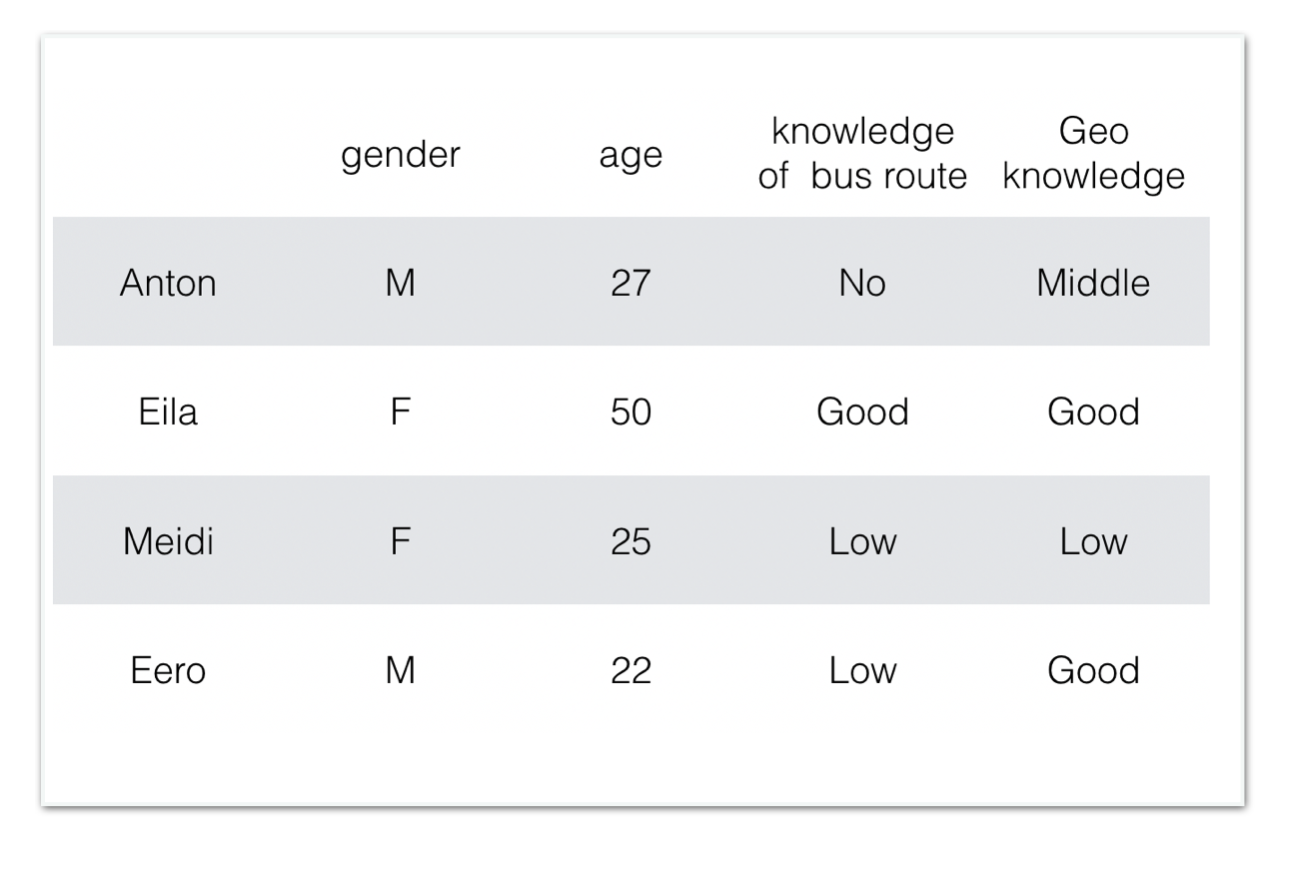 gender age knowledge of bus route Geo knowledge
Anton M 27 No Middle
Eila F 50 Good Good
Meidi F 25 Low Low
Eero M 22 Low Good